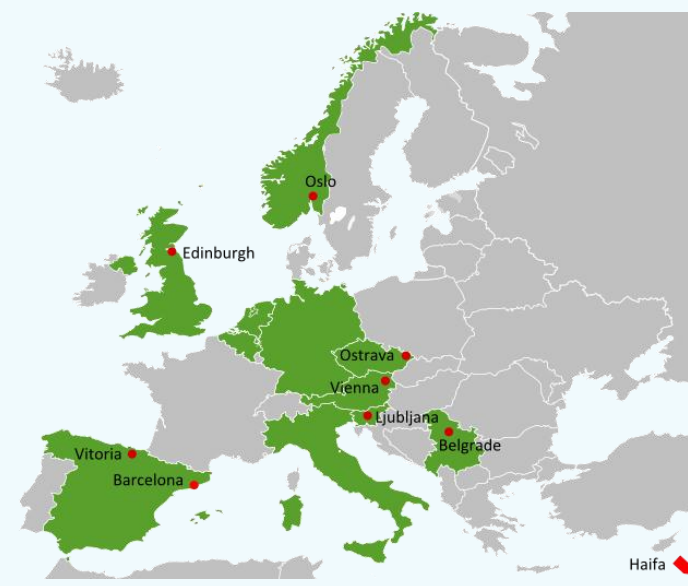 Oslo
Edinburgh
Ostrava
Vienna
Ljubljana
Belgrade
Vitoria
Barcelona
Haifa